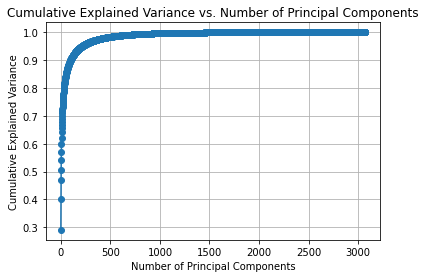 Cumulative Explained Variance vs. Number of Principal Components
1.0
0.9
0.8
0.7
0.6
0.5
0.4
0.3
Cumulative Explained Variance
0 500 1000 1500 2000 2500 3000
Number of Principal Components